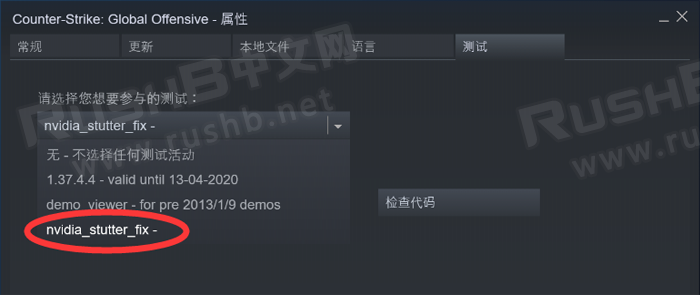 Counter-Strike: Global Offensive - 属性
常规 更新 本地文件 语言 测试
请选择您想要参与的测试：
nvidia_stutter_fix -
无 - 不选择任何测试活动
1.37.4.4 - valid until 13-04-2020
demo_viewer - for pre 2013/1/9 demos
检查代码
nvidia_stutter_fix -
RushB中文网
www.rushb.net
RushB
www.rushb